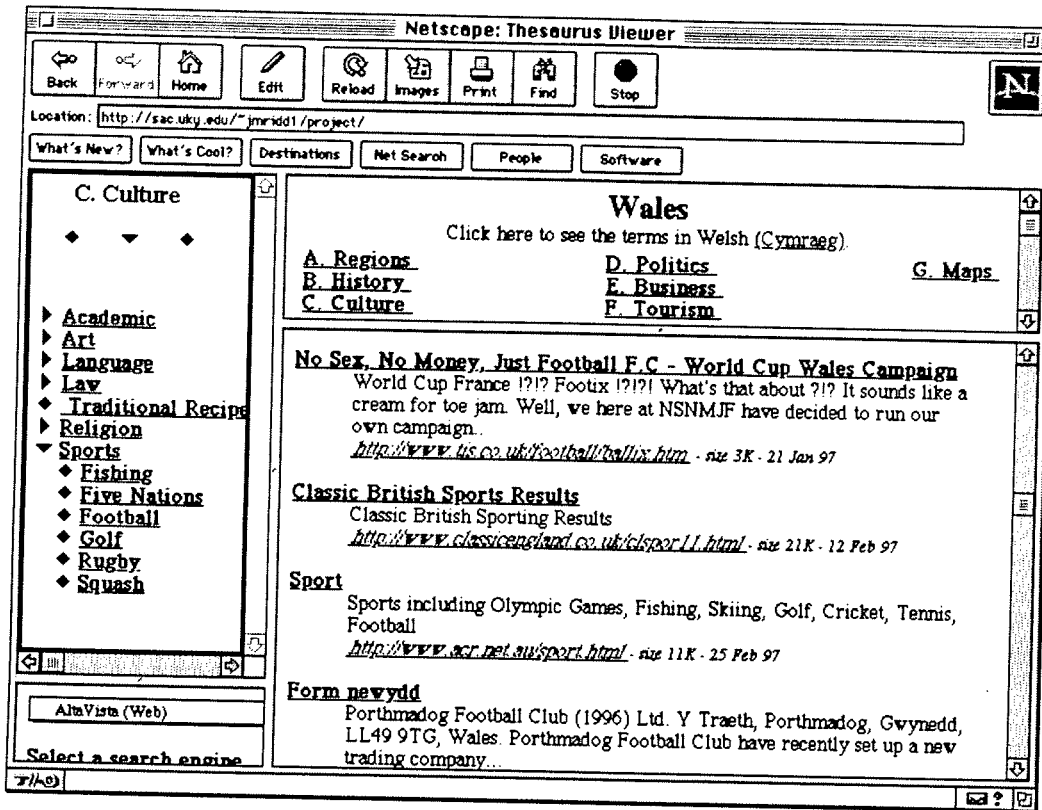 Netscape: Thesaurus Viewer
Back Forward Home Edit Reload Images Print Find Stop
N
Location: http://sac.uky.edu/~jmridd1/project/
What's New? What's Cool? Destinations Net Search People Software
C. Culture
Academic
Art
Language
Law
Traditional Recipe
Religion
Sports
Fishing
Five Nations
Football
Golf
Rugby
Squash
AltaVista (Web)
Select a search engine
Wales
Click here to see the terms in Welsh (Cymraeg).
A. Regions D. Politics G. Maps
B. History E. Business
C. Culture F. Tourism
No Sex, No Money, Just Football F.C - World Cup Wales Campaign
World Cup France !?!? Footix !?!?! What's that about ?!? It sounds like a
cream for toe jam. Well, we here at NSNMJF have decided to run our
own campaign..
http://www.tis.co.uk/football/ballix.htm - size 3K - 21 Jan 97
Classic British Sports Results
Classic British Sporting Results
http://www.classicengland.co.uk/clspor11.html - size 21K - 12 Feb 97
Sport
Sports including Olympic Games, Fishing, Skiing, Golf, Cricket, Tennis,
Football
http://www.acr.net.au/sport.html - size 11K - 25 Feb 97
Form newydd
Porthmadog Football Club (1996) Ltd. Y Traeth, Porthmadog, Gwynedd,
LL49 9TG, Wales. Porthmadog Football Club have recently set up a new
trading company...
?